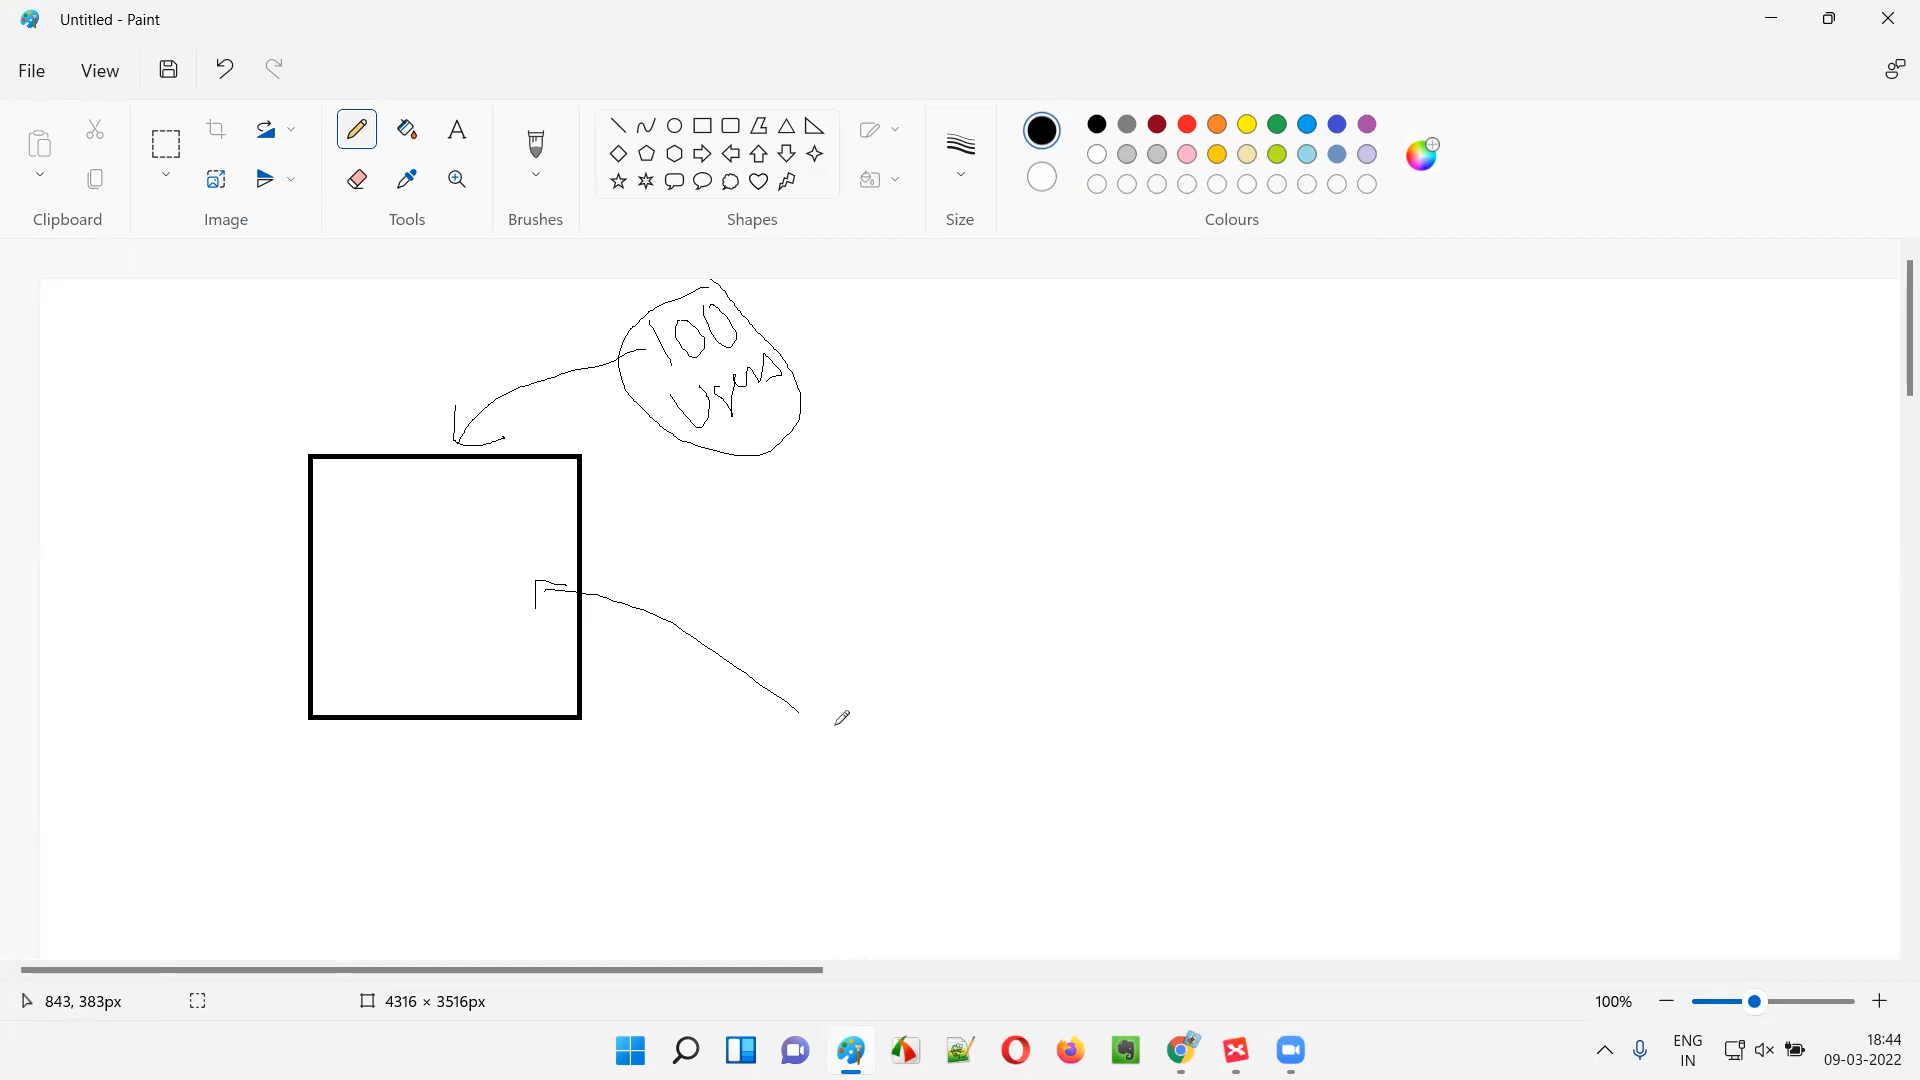 Untitled - Paint
File
View
Clipboard
Image
Tools
Brushes
Shapes
Size
Colours
100
Users
843, 383px
4316 × 3516px
100%
ENG
IN
18:44
09-03-2022